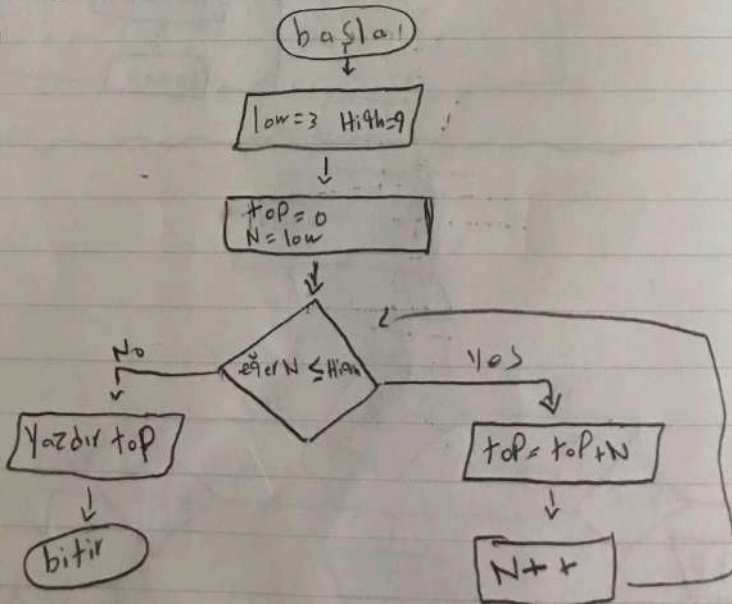 başla
low=3 High=9
top=0
N=low
eğer N ≤ High
No
Yes
Yazdır top
top=top+N
bitir
N++